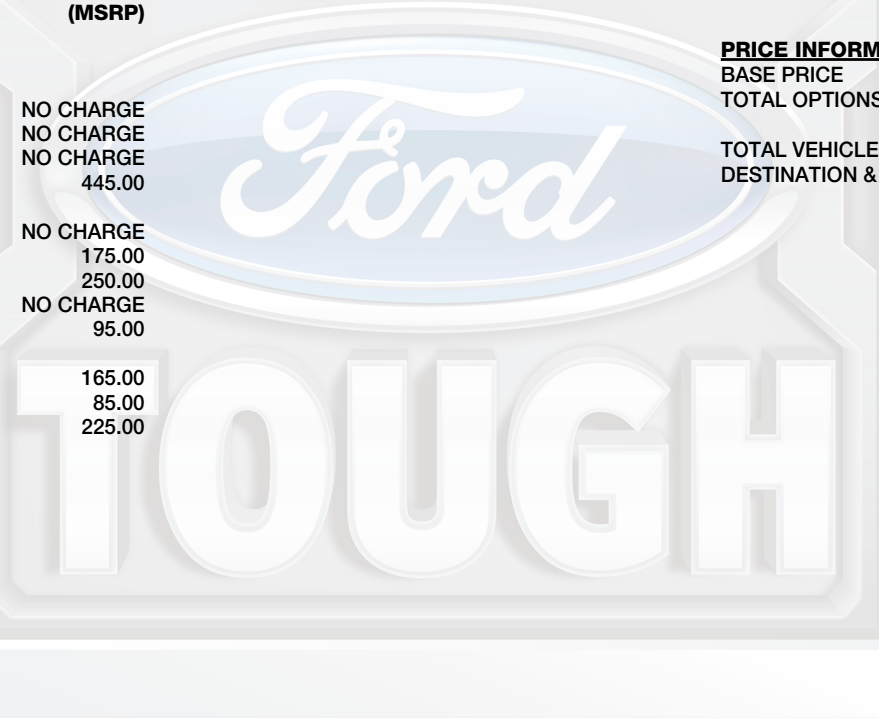 (MSRP)
NO CHARGE
NO CHARGE
NO CHARGE
445.00
NO CHARGE
175.00
250.00
NO CHARGE
95.00
165.00
85.00
225.00
PRICE INFORM
BASE PRICE
TOTAL OPTIONS
TOTAL VEHICLE
DESTINATION &
Ford
TOUGH